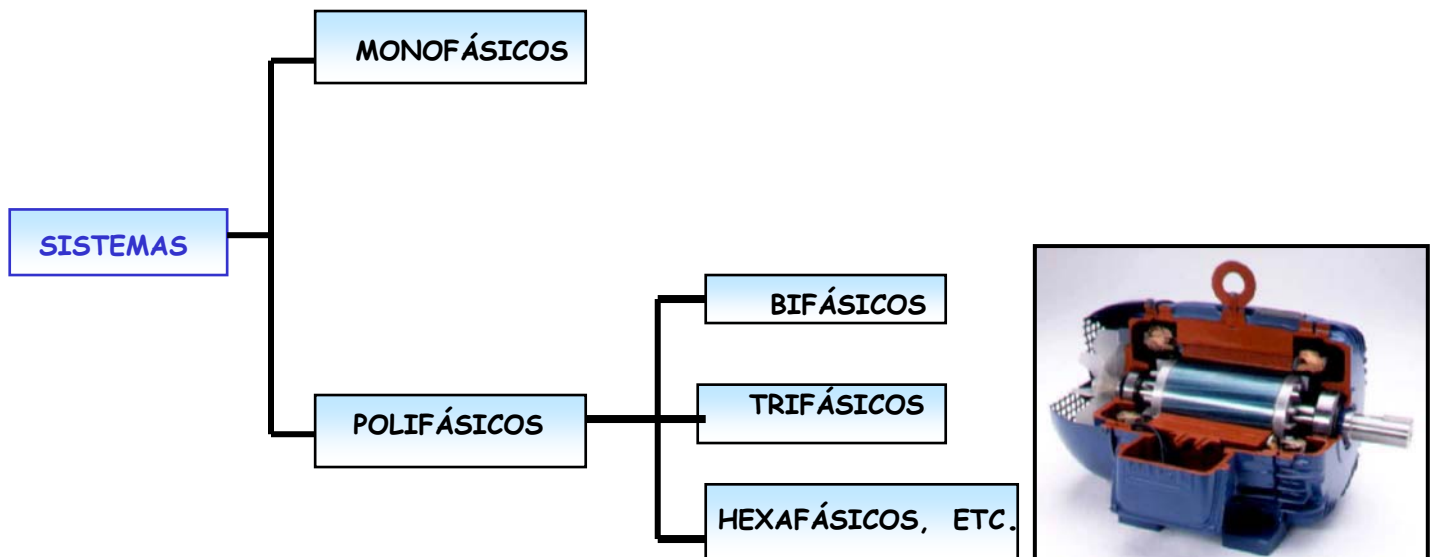 MONOFÁSICOS
SISTEMAS
BIFÁSICOS
TRIFÁSICOS
POLIFÁSICOS
HEXAFÁSICOS, ETC.